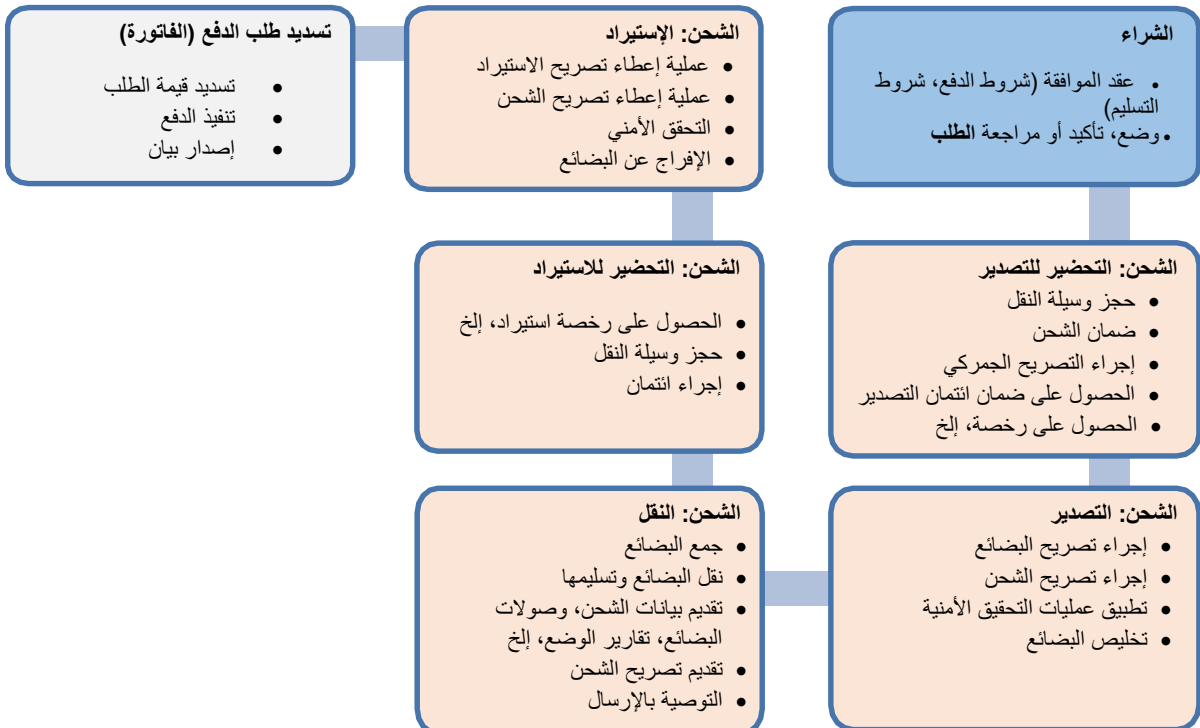 الشراء
• عقد الموافقة (شروط الدفع، شروط
التسليم)
• وضع، تأكيد أو مراجعة الطلب
الشحن: التحضير للتصدير
• حجز وسيلة النقل
• ضمان الشحن
• إجراء التصريح الجمركي
• الحصول على ضمان ائتمان التصدير
• الحصول على رخصة، إلخ
الشحن: التصدير
• إجراء تصريح البضائع
• إجراء تصريح الشحن
• تطبيق عمليات التحقيق الأمنية
• تخليص البضائع
الشحن: النقل
• جمع البضائع
• نقل البضائع وتسليمها
• تقديم بيانات الشحن، وصولات
البضائع، تقارير الوضع، إلخ
• تقديم تصريح الشحن
• التوصية بالإرسال
الشحن: التحضير للاستيراد
• الحصول على رخصة استيراد، إلخ
• حجز وسيلة النقل
• إجراء ائتمان
الشحن: الإستيراد
• عملية إعطاء تصريح الاستيراد
• عملية إعطاء تصريح الشحن
• التحقق الأمني
• الإفراج عن البضائع
تسديد طلب الدفع (الفاتورة)
• تسديد قيمة الطلب
• تنفيذ الدفع
• إصدار بيان